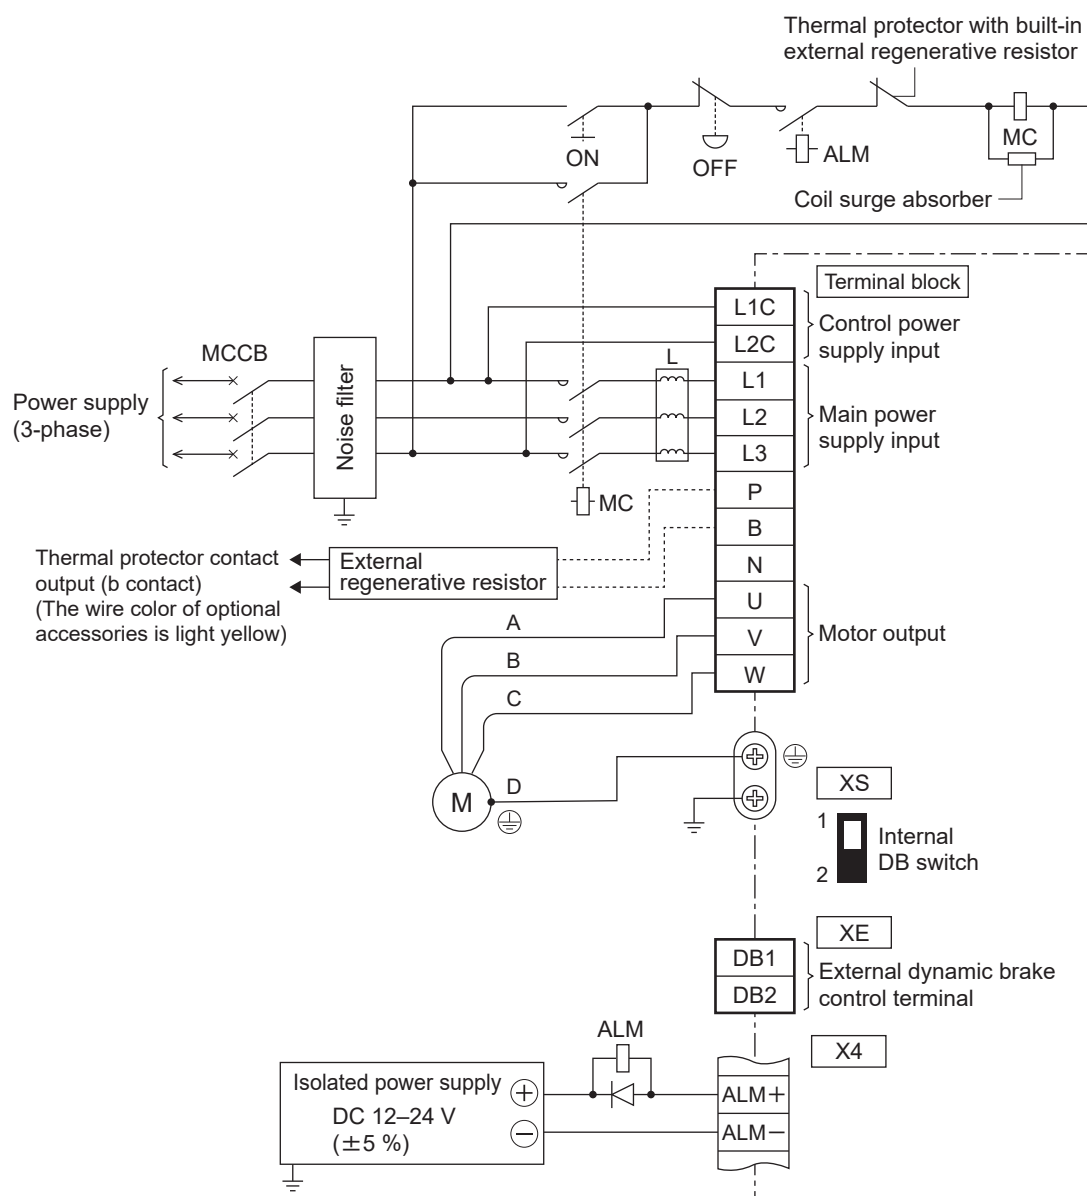 Thermal protector with built-in
external regenerative resistor
ON
OFF
ALM
MC
Coil surge absorber
Terminal block
L1C
L2C
Control power
supply input
MCCB
L
Power supply
(3-phase)
Noise filter
L1
L2
L3
Main power
supply input
MC
P
B
N
Thermal protector contact
output (b contact)
(The wire color of optional
accessories is light yellow)
External
regenerative resistor
U
V
W
Motor output
A
B
C
D
M
XS
1
2
Internal
DB switch
XE
DB1
DB2
External dynamic brake
control terminal
ALM
X4
Isolated power supply
DC 12–24 V
(±5 %)
+
−
ALM+
ALM−